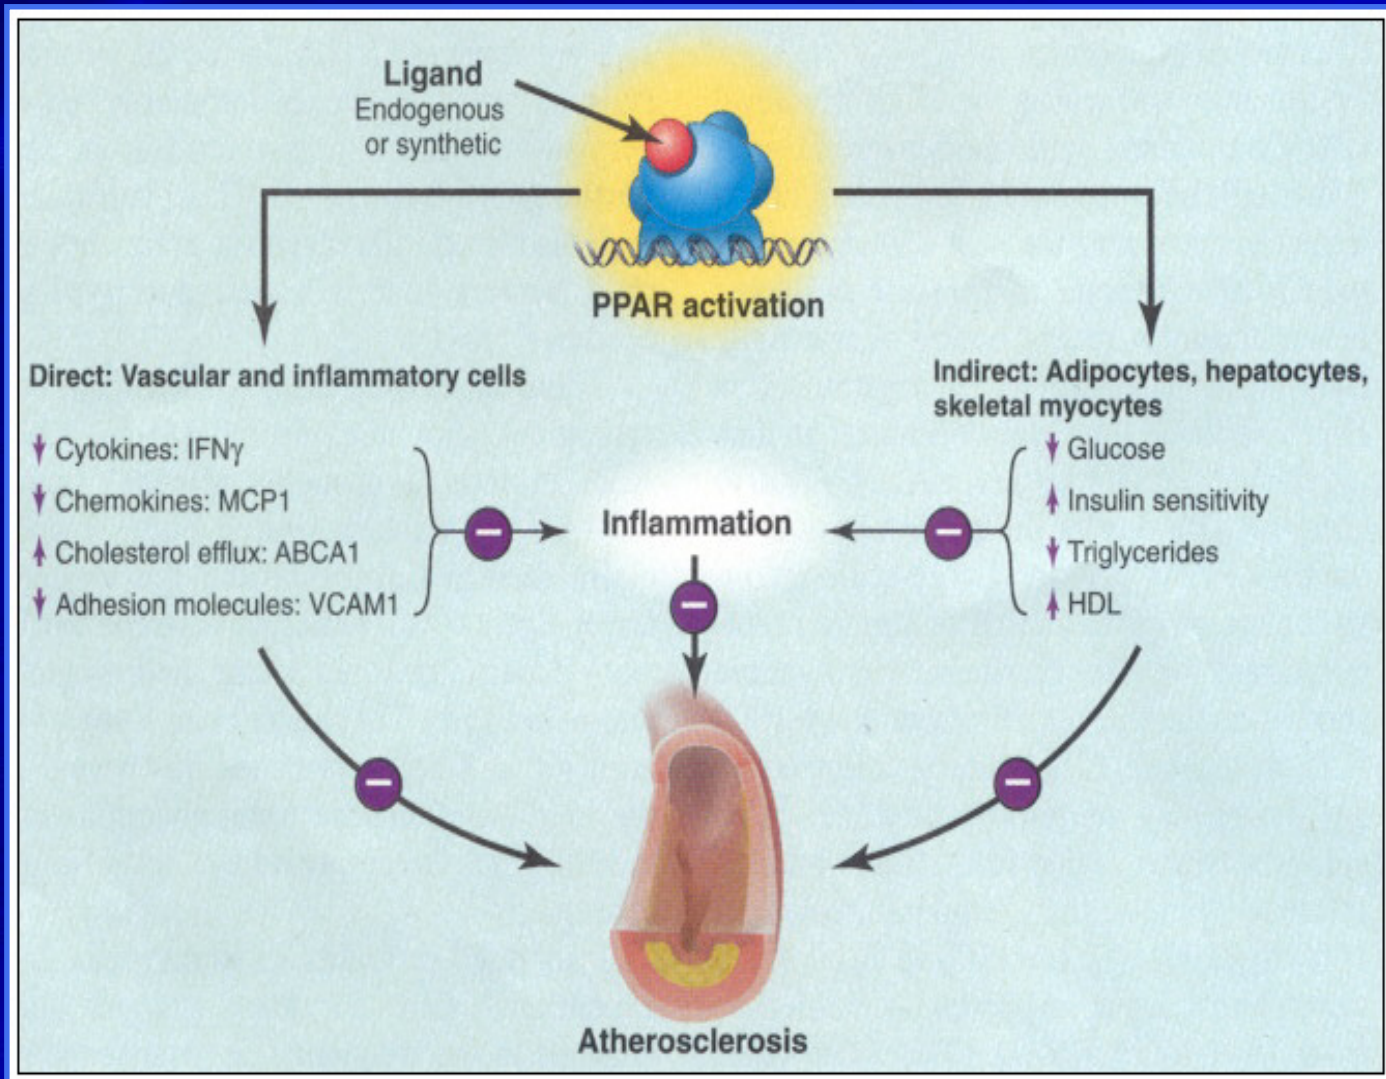 Ligand
Endogenous
or synthetic
PPAR activation
Direct: Vascular and inflammatory cells
Cytokines: IFNγ
Chemokines: MCP1
Cholesterol efflux: ABCA1
Adhesion molecules: VCAM1
Indirect: Adipocytes, hepatocytes,
skeletal myocytes
Glucose
Insulin sensitivity
Triglycerides
HDL
Inflammation
Atherosclerosis